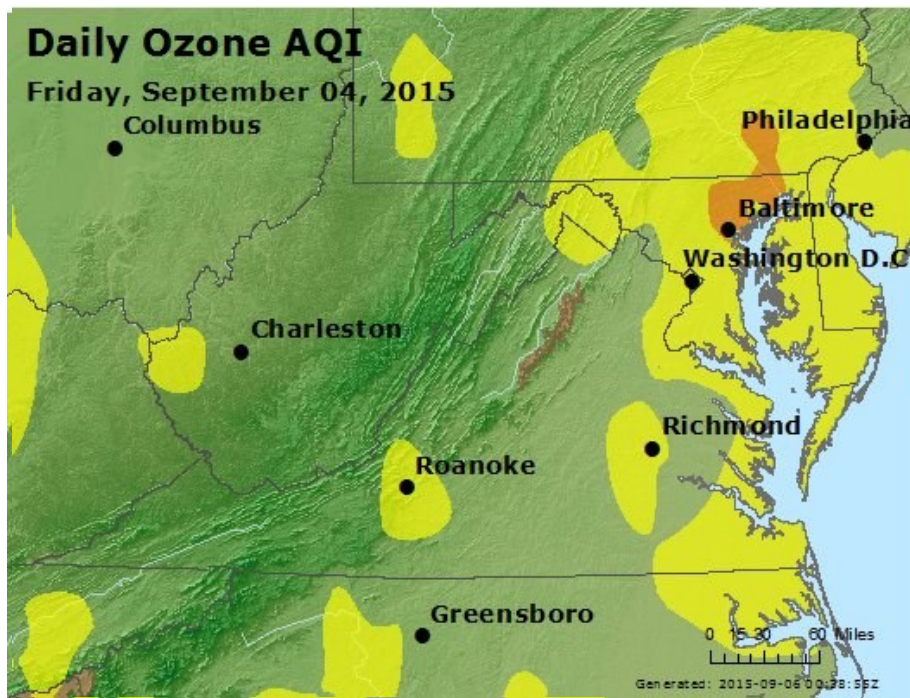 Daily Ozone AQI
Friday, September 04, 2015
Columbus
Philadelphia
Baltimore
Washington D.C
Charleston
Richmond
Roanoke
Greensboro
0 15 30 60 Miles
Generated: 2015-09-06 00:38:55Z